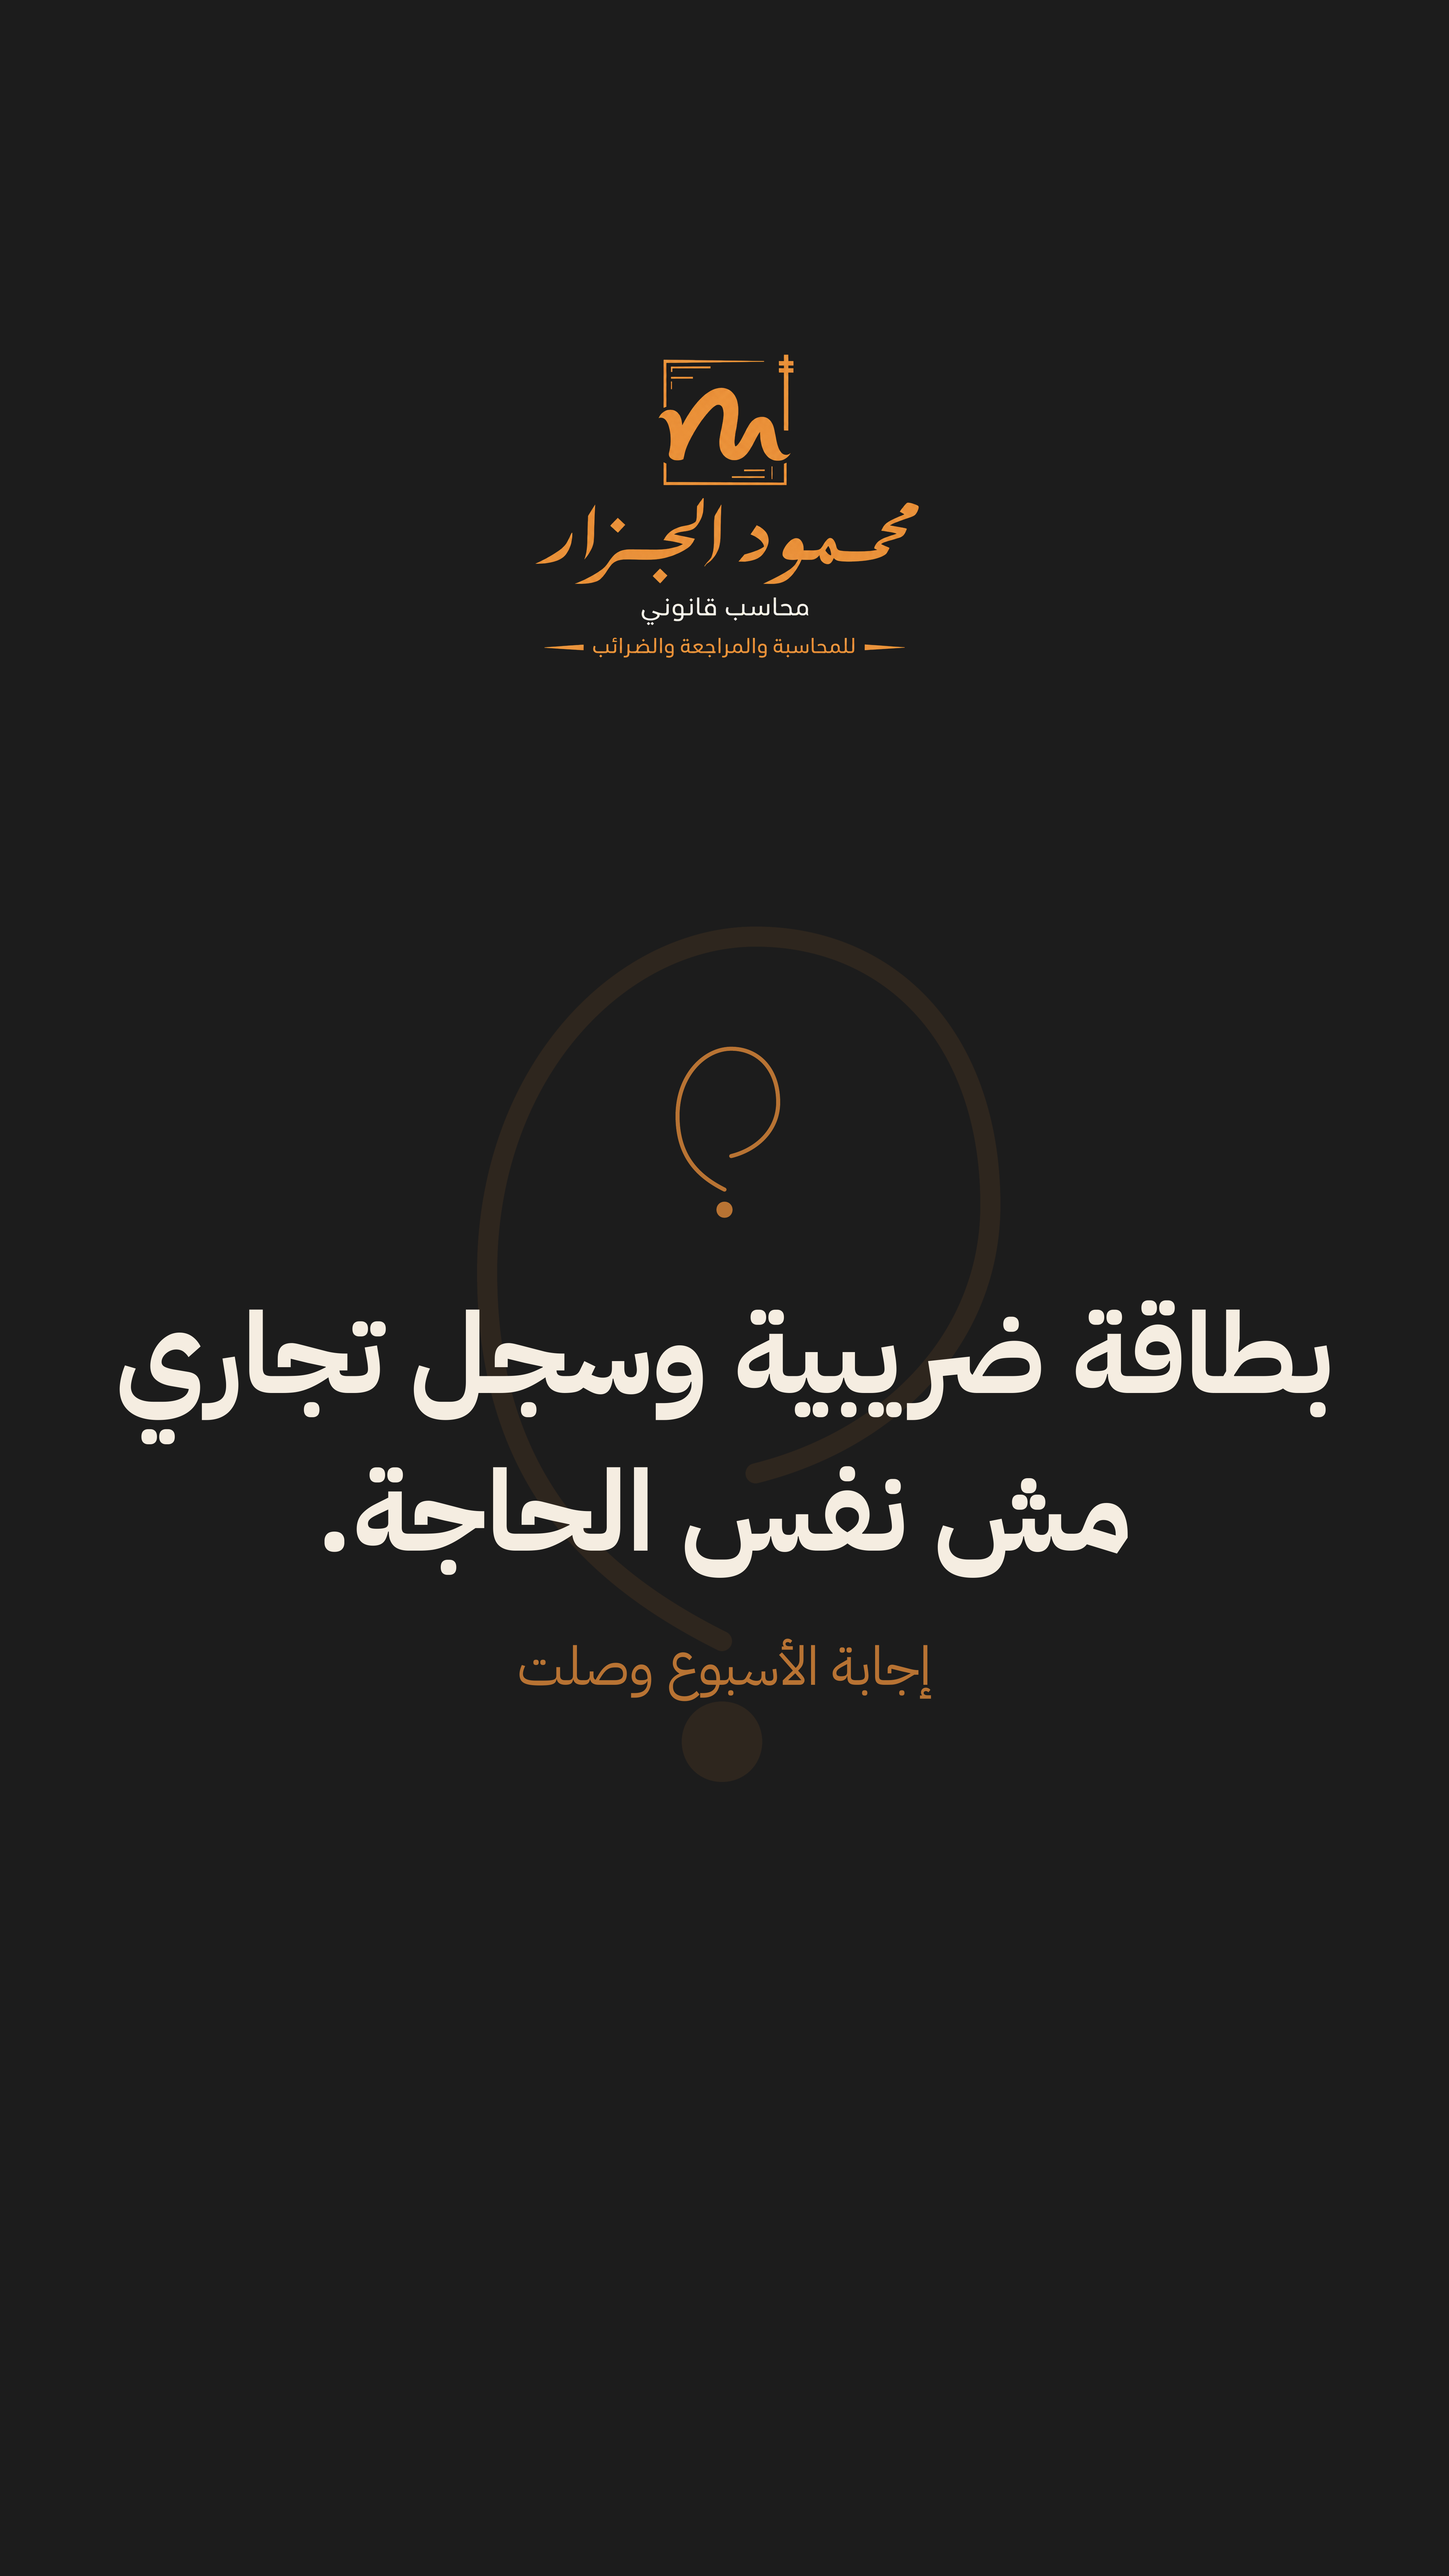 محمود الجزار
محاسب قانوني
للمحاسبة والمراجعة والضرائب
بطاقة ضريبية وسجل تجاري
مش نفس الحاجة.
إجابة الأسبوع وصلت